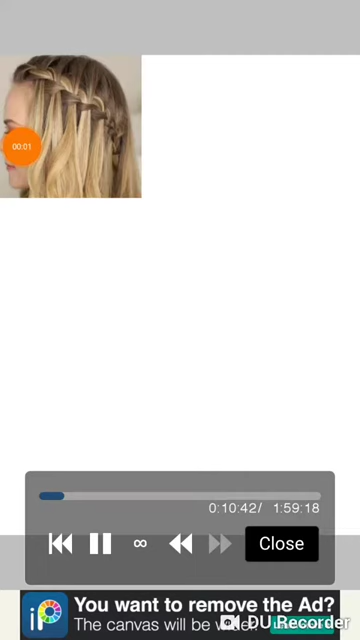 00:01
0:10:42/ 1:59:18
∞
Close
iP
You want to remove the Ad?
The canvas will be
DU Recorder